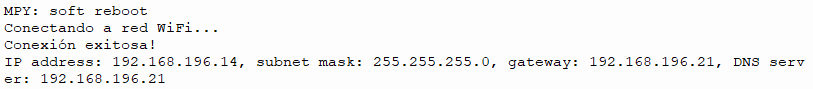 MPY: soft reboot
Conectando a red WiFi...
Conexión exitosa!
IP address: 192.168.196.14, subnet mask: 255.255.255.0, gateway: 192.168.196.21, DNS serv
er: 192.168.196.21